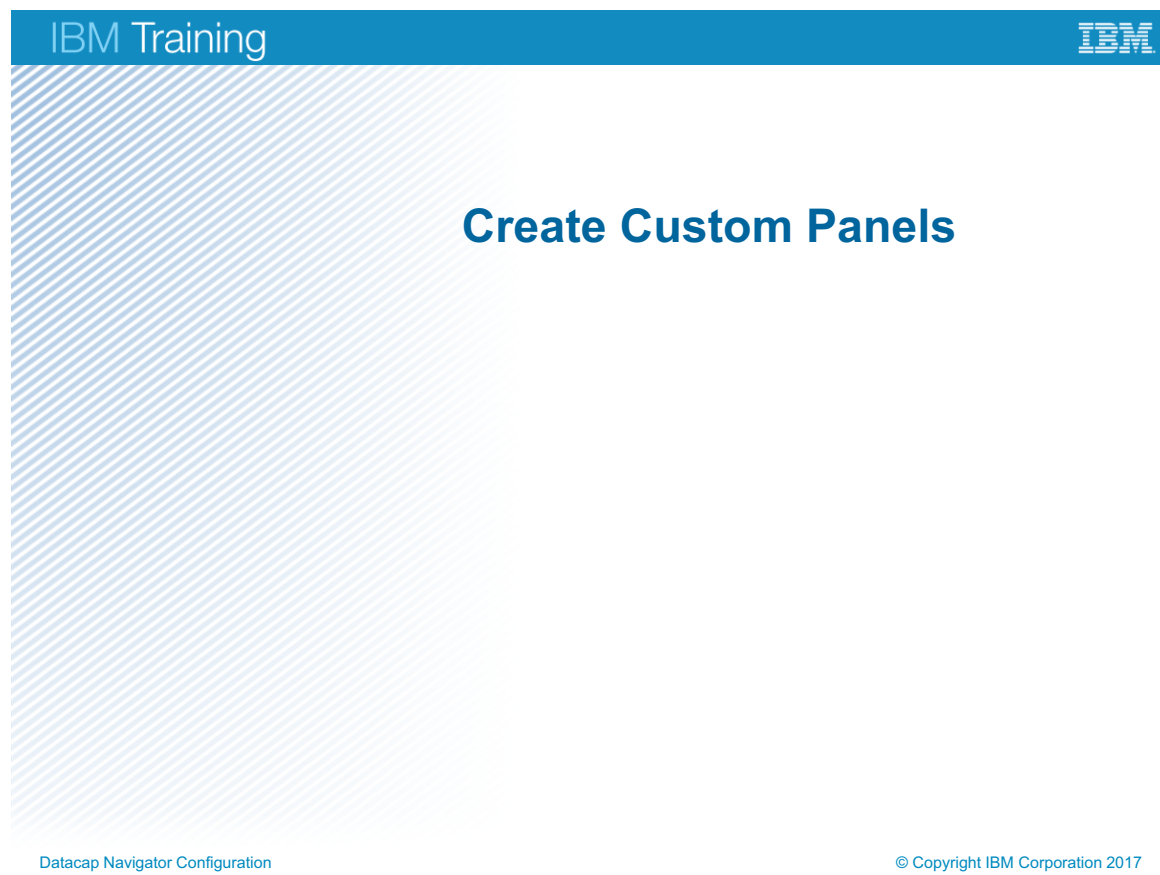 IBM Training
IBM
Create Custom Panels
Datacap Navigator Configuration
© Copyright IBM Corporation 2017